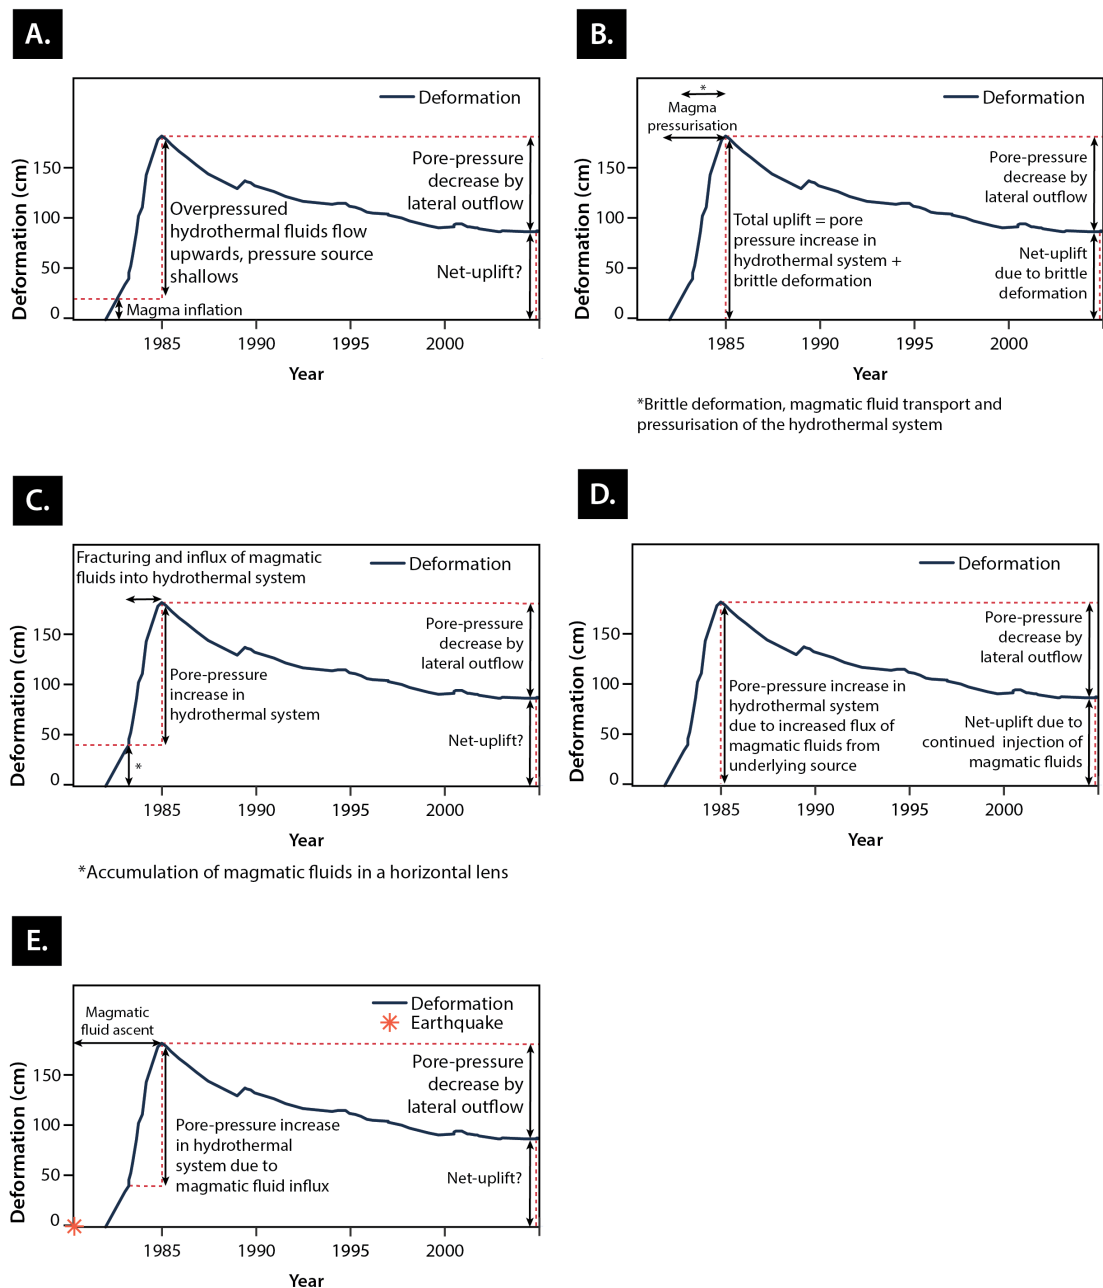 A.
Deformation
Deformation (cm)
150
100
50
0
Pore-pressure
decrease by
lateral outflow
Overpressured
hydrothermal fluids flow
upwards, pressure source
shallows
Net-uplift?
Magma inflation
1985
1990
1995
2000
Year
B.
*
Deformation
Magma
pressurisation
Deformation (cm)
150
100
50
0
Pore-pressure
decrease by
lateral outflow
Total uplift = pore
pressure increase in
hydrothermal system +
brittle deformation
Net-uplift
due to brittle
deformation
1985
1990
1995
2000
Year
*Brittle deformation, magmatic fluid transport and
pressurisation of the hydrothermal system
C.
Fracturing and influx of magmatic
fluids into hydrothermal system
Deformation
Deformation (cm)
150
100
50
0
Pore-pressure
decrease by
lateral outflow
Pore-pressure
increase in
hydrothermal system
Net-uplift?
*
1985
1990
1995
2000
Year
*Accumulation of magmatic fluids in a horizontal lens
D.
Deformation
Deformation (cm)
150
100
50
0
Pore-pressure
decrease by
lateral outflow
Pore-pressure increase in
hydrothermal system
due to increased flux of
magmatic fluids from
underlying source
Net-uplift due to
continued injection of
magmatic fluids
1985
1990
1995
2000
Year
E.
Deformation
Earthquake
Magmatic
fluid ascent
Deformation (cm)
150
100
50
0
Pore-pressure
decrease by
lateral outflow
Pore-pressure increase
in hydrothermal
system due to
magmatic fluid influx
Net-uplift?
1985
1990
1995
2000
Year